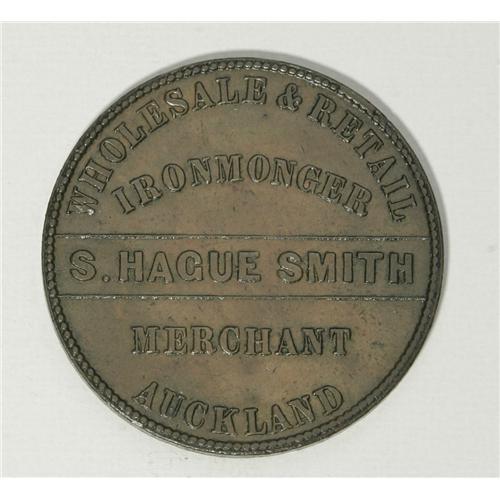 WHOLESALE & RETAIL
IRONMONGER
S. HAGUE SMITH
MERCHANT
AUCKLAND